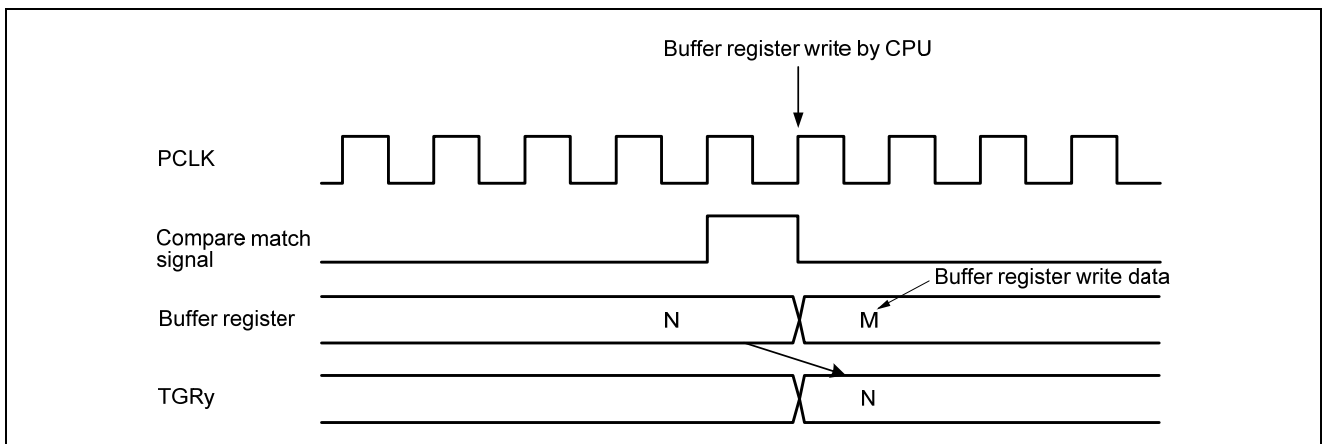 Buffer register write by CPU
PCLK
Compare match
signal
Buffer register write data
Buffer register
N
M
TGRy
N